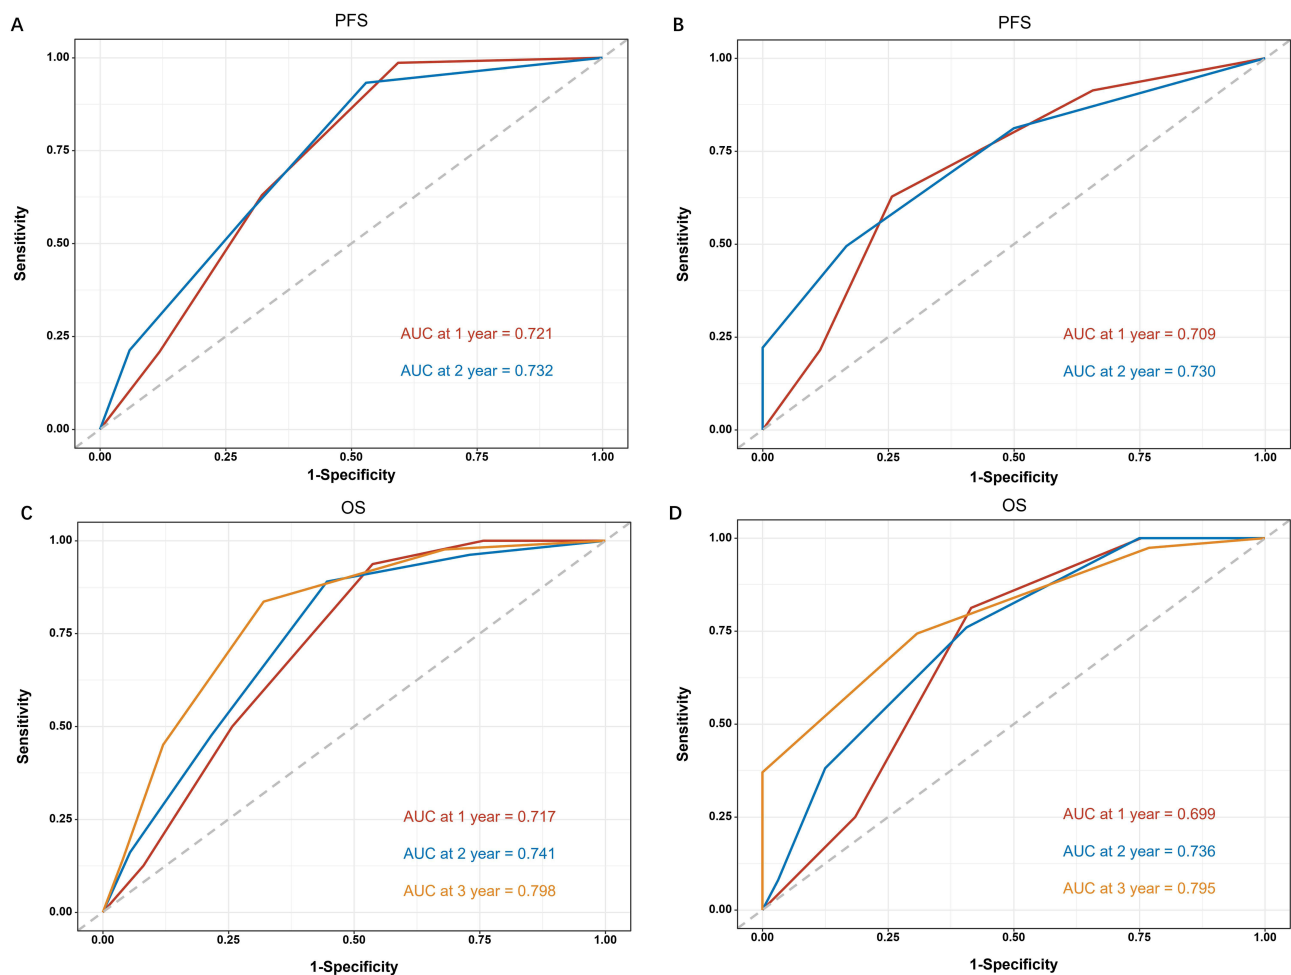 A
PFS
1.00
0.75
0.50
0.25
0.00
Sensitivity
AUC at 1 year = 0.721
AUC at 2 year = 0.732
0.00 0.25 0.50 0.75 1.00
1-Specificity
B
PFS
1.00
0.75
0.50
0.25
0.00
Sensitivity
AUC at 1 year = 0.709
AUC at 2 year = 0.730
0.00 0.25 0.50 0.75 1.00
1-Specificity
C
OS
1.00
0.75
0.50
0.25
0.00
Sensitivity
AUC at 1 year = 0.717
AUC at 2 year = 0.741
AUC at 3 year = 0.798
0.00 0.25 0.50 0.75 1.00
1-Specificity
D
OS
1.00
0.75
0.50
0.25
0.00
Sensitivity
AUC at 1 year = 0.699
AUC at 2 year = 0.736
AUC at 3 year = 0.795
0.00 0.25 0.50 0.75 1.00
1-Specificity